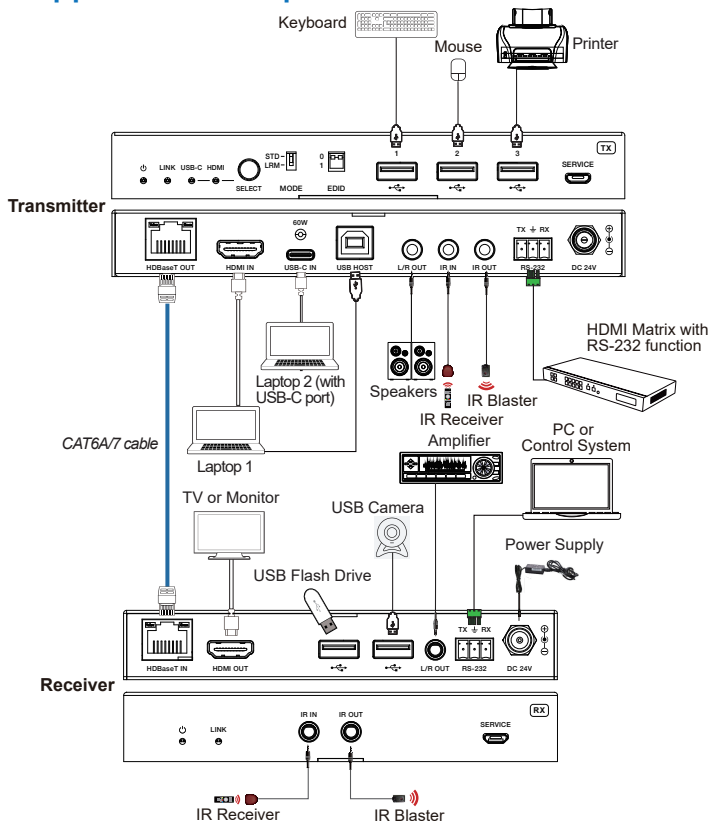 Keyboard
Mouse
Printer
1
2
3
TX
STD
LRM
0
1
LINK
USB-C
HDMI
SELECT
MODE
EDID
SERVICE
Transmitter
60W
TX
RX
HDBaseT OUT
HDMI IN
USB-C IN
USB HOST
L/R OUT
IR IN
IR OUT
RS-232
DC 24V
HDMI Matrix with
RS-232 function
Laptop 2 (with
USB-C port)
Speakers
IR Blaster
IR Receiver
Amplifier
PC or
Control System
CAT6A/7 cable
Laptop 1
TV or Monitor
USB Camera
Power Supply
USB Flash Drive
TX
RX
HDBaseT IN
HDMI OUT
L/R OUT
RS-232
DC 24V
Receiver
RX
LINK
IR IN
IR OUT
SERVICE
IR Receiver
IR Blaster